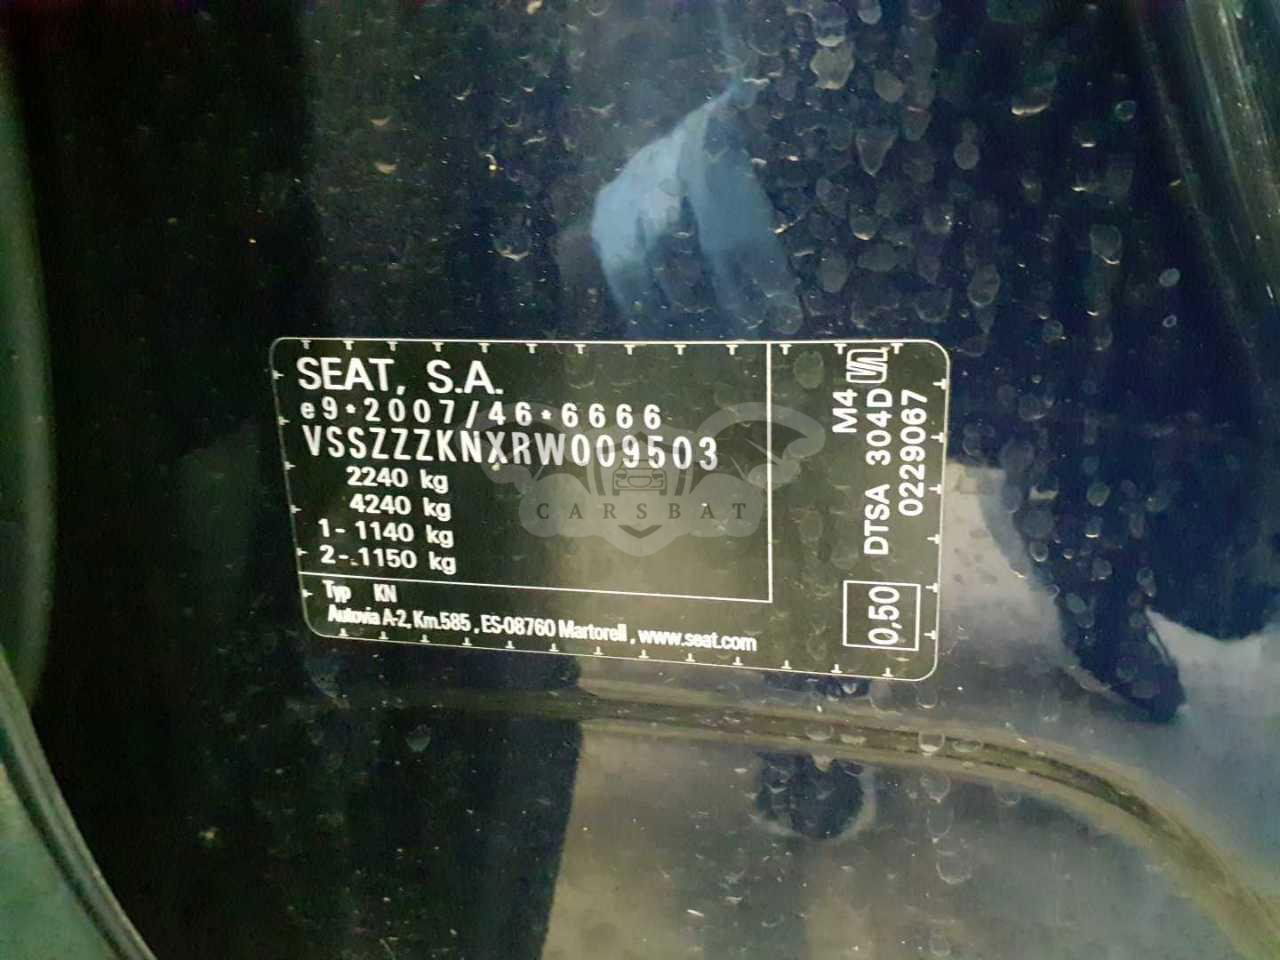 SEAT, S.A.
e9*2007/46*6666
VSSZZZKNXRW009503
2240 kg
4240 kg
1- 1140 kg
2-.1150 kg
Typ KN
Autovia A-2, Km.585 , ES-08760 Martorell , www.seat.com
M4
DTSA 304D
0229067
0,50
CARSBAT